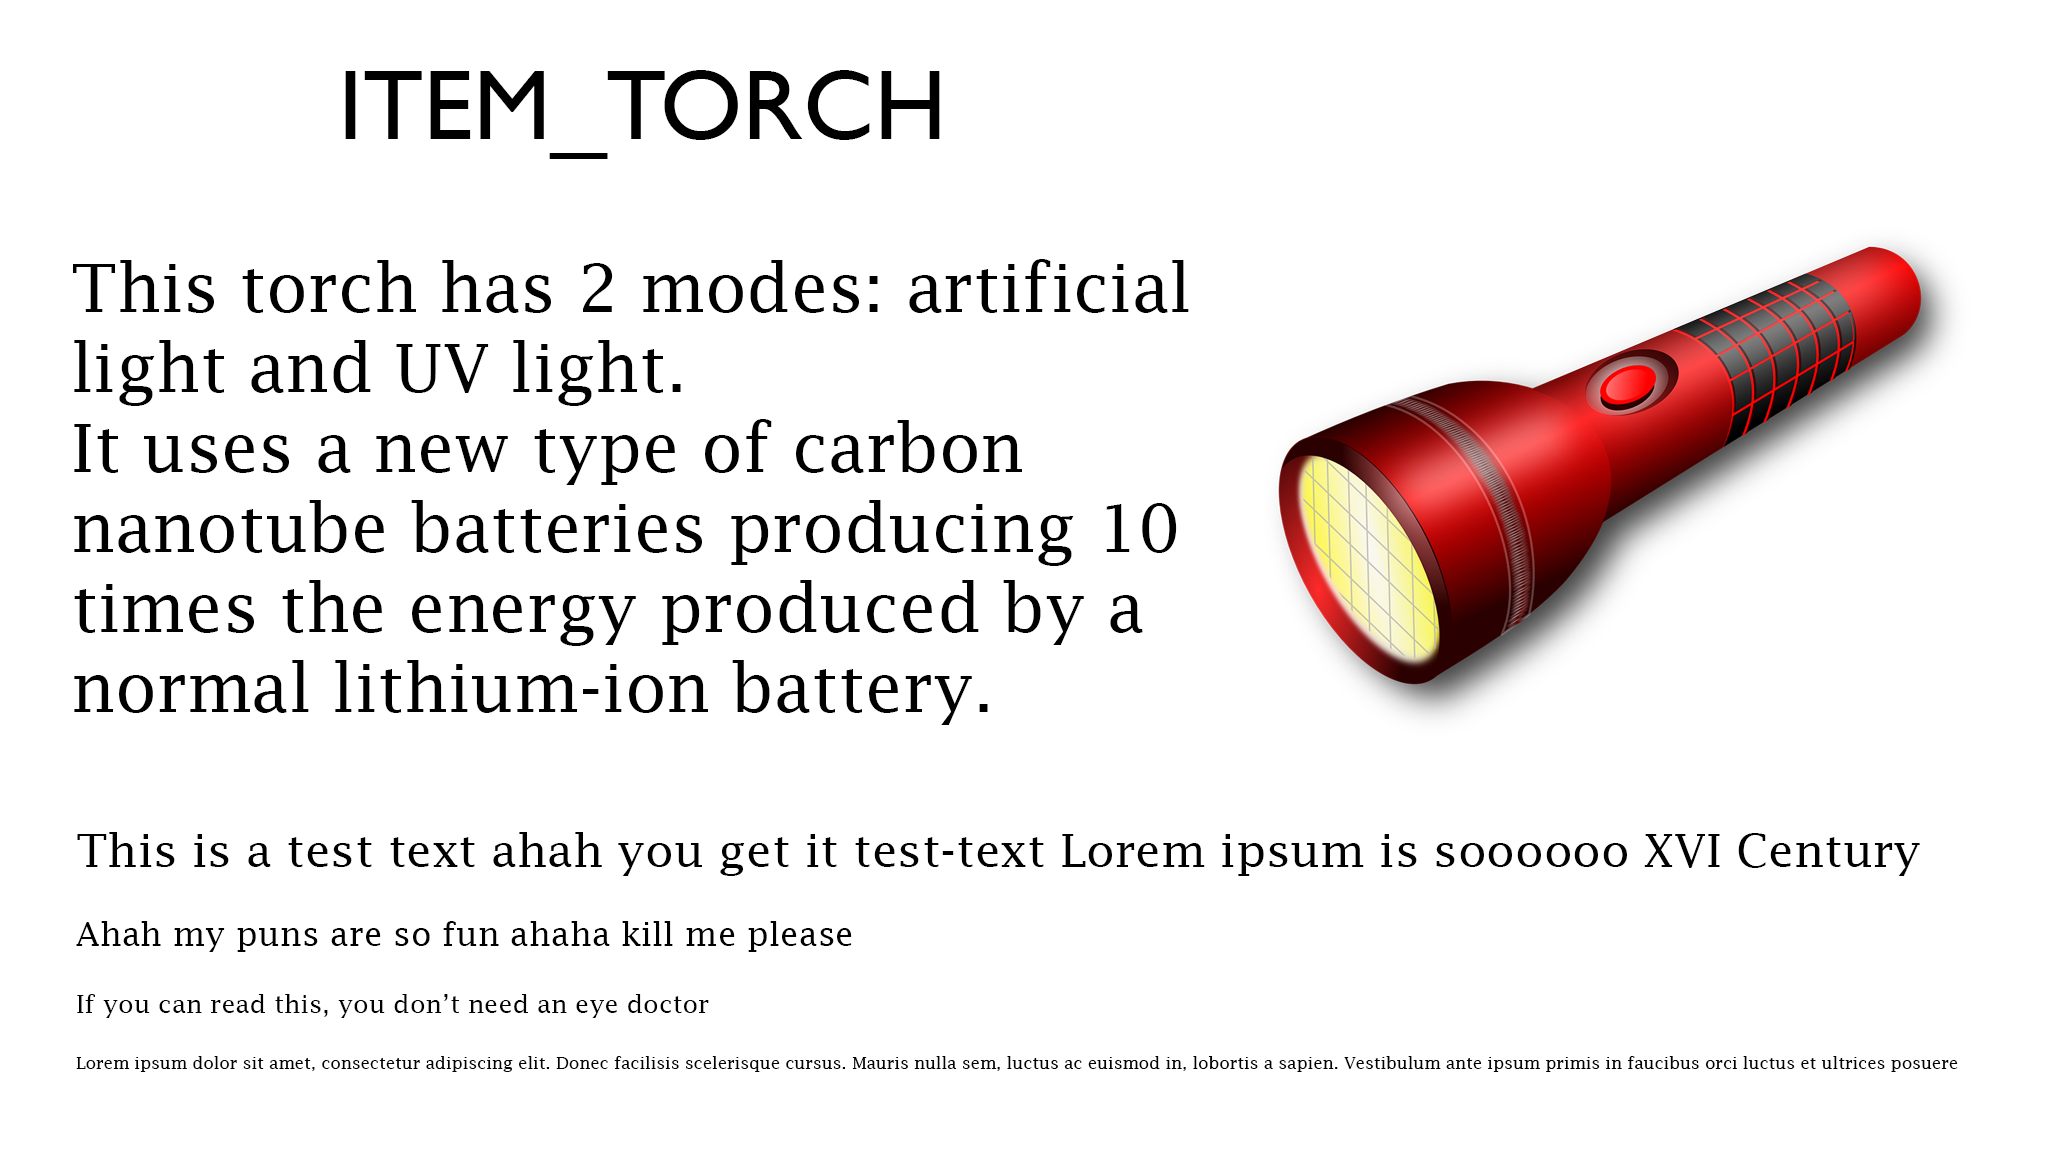 ITEM_TORCH
This torch has 2 modes: artificial
light and UV light.
It uses a new type of carbon
nanotube batteries producing 10
times the energy produced by a
normal lithium-ion battery.
This is a test text ahah you get it test-text Lorem ipsum is soooooo XVI Century
Ahah my puns are so fun ahaha kill me please
If you can read this, you don’t need an eye doctor
Lorem ipsum dolor sit amet, consectetur adipiscing elit. Donec facilisis scelerisque cursus. Mauris nulla sem, luctus ac euismod in, lobortis a sapien. Vestibulum ante ipsum primis in faucibus orci luctus et ultrices posuere